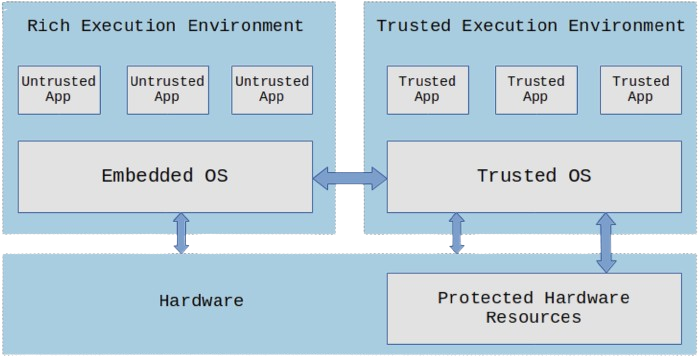 Rich Execution Environment
Untrusted
App
Untrusted
App
Untrusted
App
Embedded OS
Trusted Execution Environment
Trusted
App
Trusted
App
Trusted
App
Trusted OS
Hardware
Protected Hardware
Resources